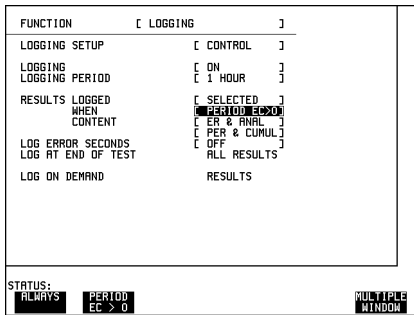 FUNCTION [ LOGGING ]
LOGGING SETUP [ CONTROL ]
LOGGING [ ON
LOGGING PERIOD [ 1 HOUR ]
RESULTS LOGGED [ SELECTED ]
WHEN [ PERIOD EC>0]
CONTENT [ ER & ANAL ]
[ PER & CUMUL]
LOG ERROR SECONDS [ OFF ]
LOG AT END OF TEST ALL RESULTS
LOG ON DEMAND RESULTS
STATUS:
ALWAYS PERIOD EC > 0 MULTIPLE WINDOW